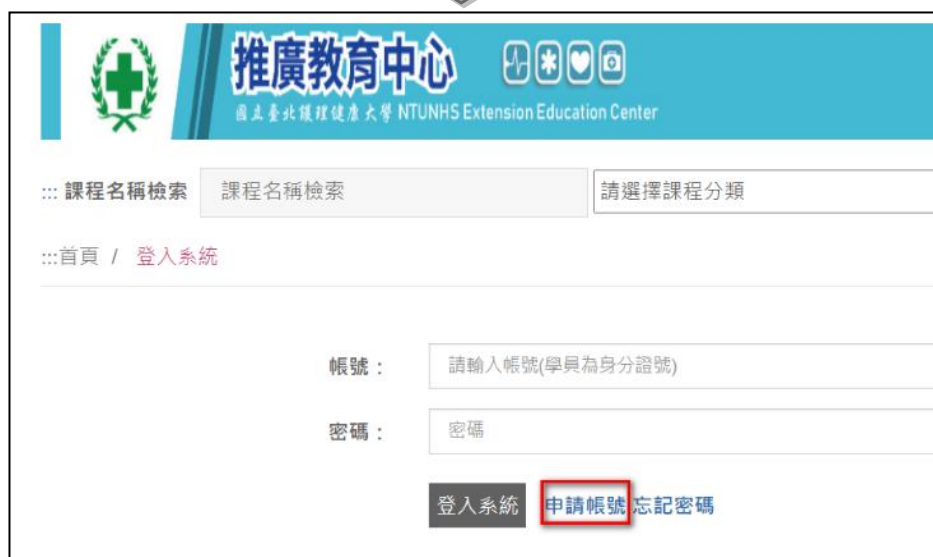 推廣教育中心
國立臺北護理健康大學 NTUNHS Extension Education Center
::: 課程名稱檢索 課程名稱檢索 請選擇課程分類
:::首頁 / 登入系統
帳號： 請輸入帳號(學員為身分證號)
密碼： 密碼
登入系統 申請帳號 忘記密碼